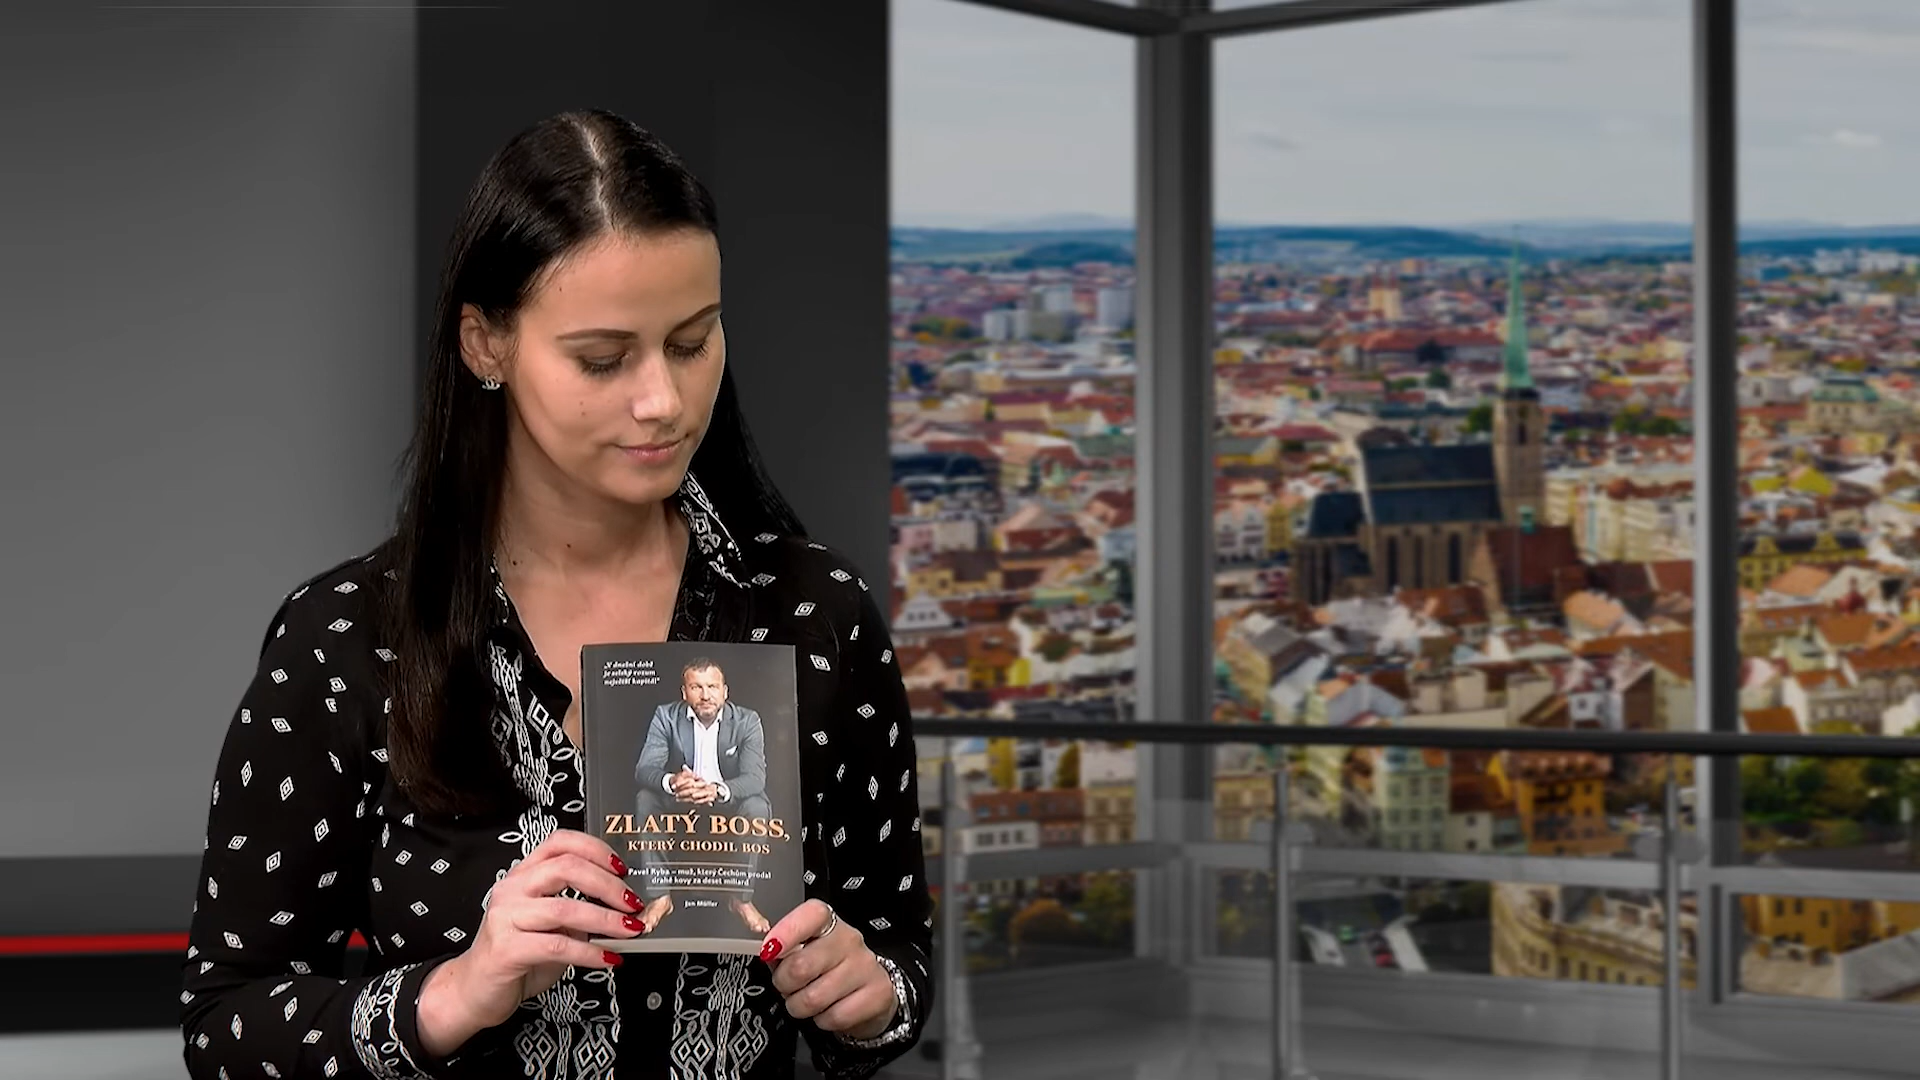 „V dnešní době
je selský rozum
největší kapitál“
ZLATÝ BOSS,
KTERÝ CHODIL BOS
Pavel Ryba – muž, který Čechům prodal
drahé kovy za deset miliard
Jan Müller